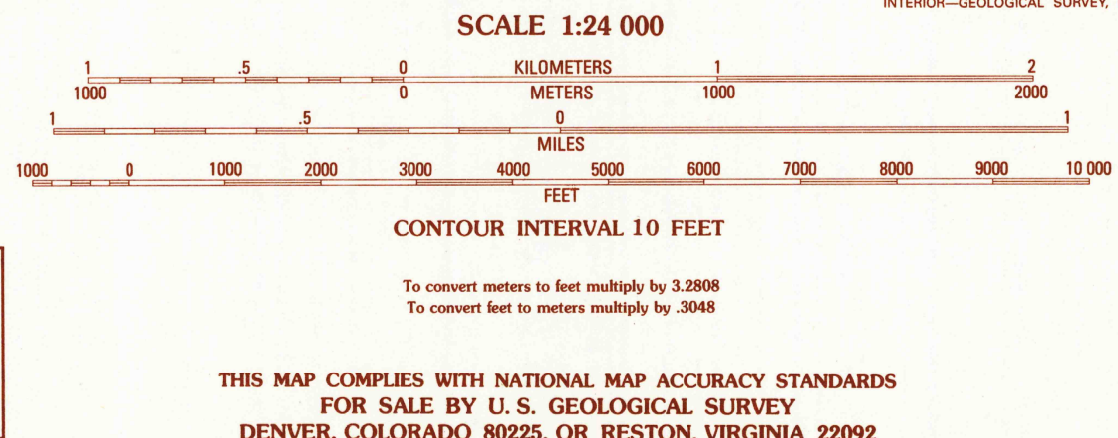 INTERIOR—GEOLOGICAL SURVEY,
SCALE 1:24 000
1 .5 0 KILOMETERS 1 2
1000 0 METERS 1000 2000
1 .5 0 1
MILES
1000 0 1000 2000 3000 4000 5000 6000 7000 8000 9000 10 000
FEET
CONTOUR INTERVAL 10 FEET
To convert meters to feet multiply by 3.2808
To convert feet to meters multiply by .3048
THIS MAP COMPLIES WITH NATIONAL MAP ACCURACY STANDARDS
FOR SALE BY U. S. GEOLOGICAL SURVEY
DENVER, COLORADO 80225, OR RESTON, VIRGINIA 22092